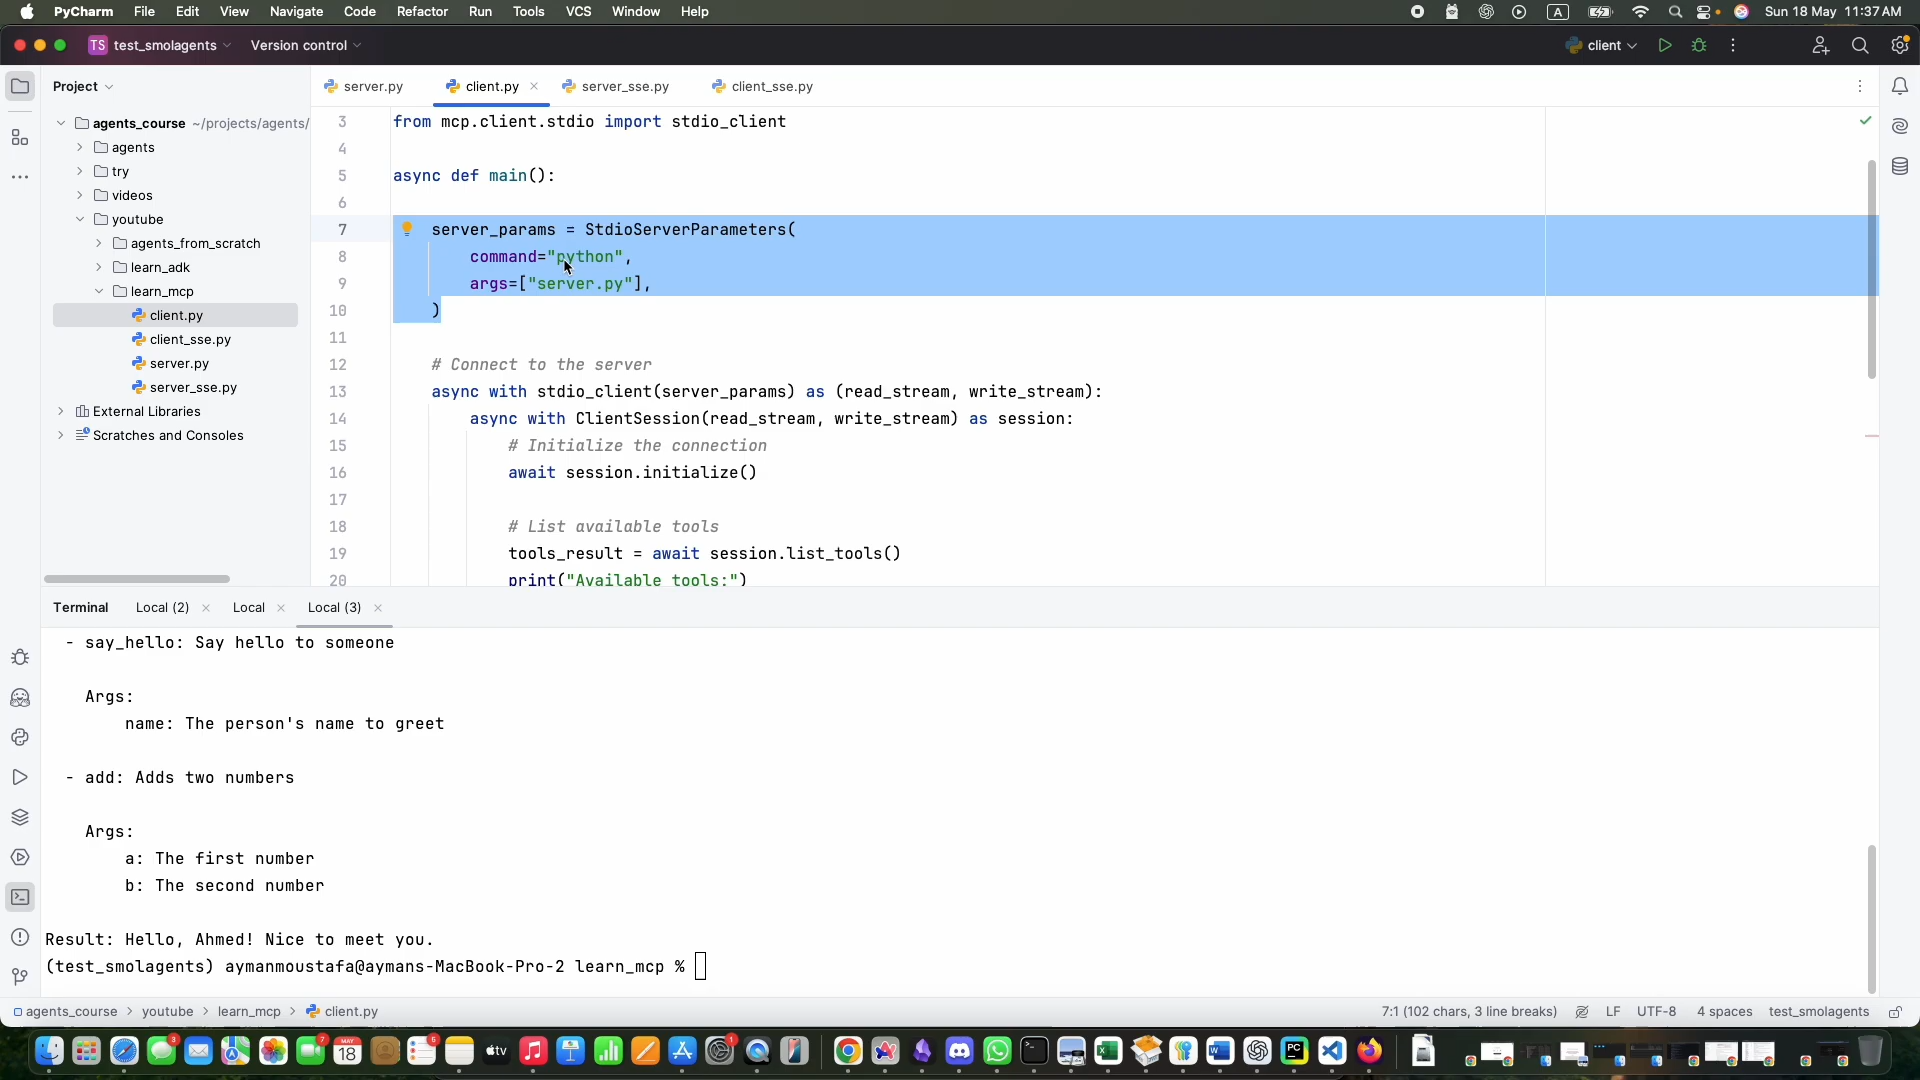 PyCharm File Edit View Navigate Code Refactor Run Tools VCS Window Help A Sun 18 May 11:37 AM
TS test_smolagents Version control client
Project server.py client.py server_sse.py client_sse.py
agents_course ~/projects/agents/
agents
try
videos
youtube
agents_from_scratch
learn_adk
learn_mcp
client.py
client_sse.py
server.py
server_sse.py
External Libraries
Scratches and Consoles
3 from mcp.client.stdio import stdio_client
4
5 async def main():
6
7 server_params = StdioServerParameters(
8 command="python",
9 args=["server.py"],
10 )
11
12 # Connect to the server
13 async with stdio_client(server_params) as (read_stream, write_stream):
14 async with ClientSession(read_stream, write_stream) as session:
15 # Initialize the connection
16 await session.initialize()
17
18 # List available tools
19 tools_result = await session.list_tools()
20 print("Available tools:")
Terminal Local (2) Local Local (3)
- say_hello: Say hello to someone
Args:
name: The person's name to greet
- add: Adds two numbers
Args:
a: The first number
b: The second number
Result: Hello, Ahmed! Nice to meet you.
(test_smolagents) aymanmoustafa@aymans-MacBook-Pro-2 learn_mcp %
agents_course > youtube > learn_mcp > client.py 7:1 (102 chars, 3 line breaks) LF UTF-8 4 spaces test_smolagents
3 7 MAY 18 6 tv 1 PC